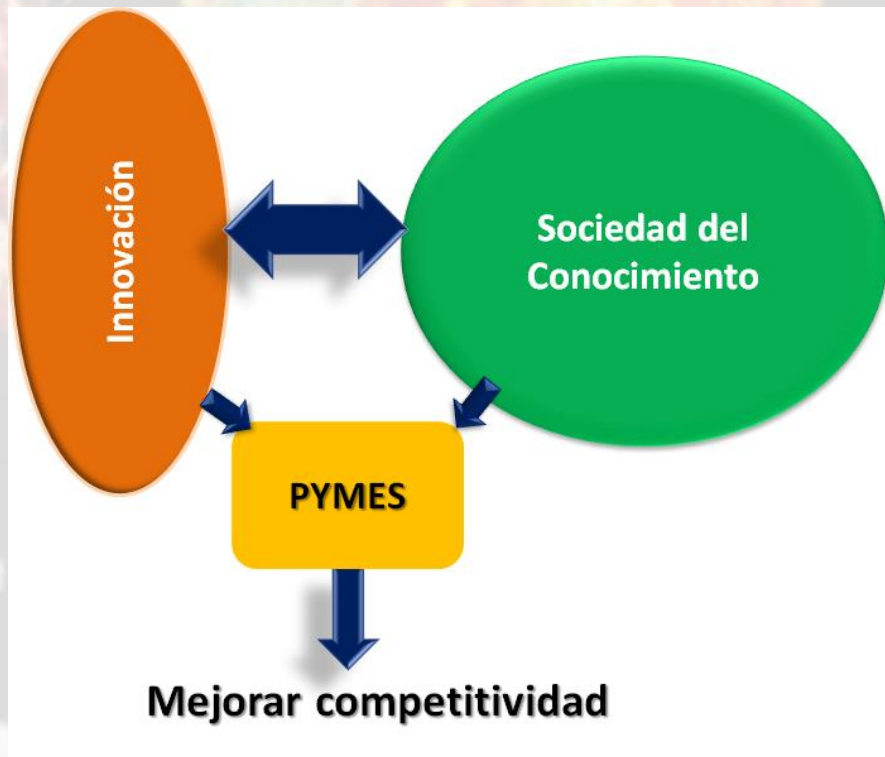 Innovación
Sociedad del
Conocimiento
PYMES
Mejorar competitividad